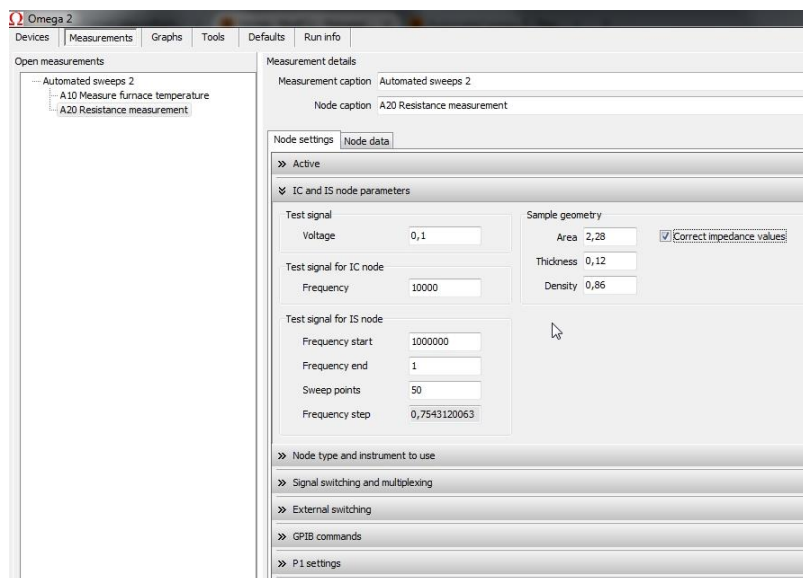 Ω Omega 2
Devices Measurements Graphs Tools Defaults Run info
Open measurements
Automated sweeps 2
A10 Measure furnace temperature
A20 Resistance measurement
Measurement details
Measurement caption Automated sweeps 2
Node caption A20 Resistance measurement
Node settings Node data
Active
IC and IS node parameters
Test signal
Voltage 0,1
Test signal for IC node
Frequency 10000
Test signal for IS node
Frequency start 1000000
Frequency end 1
Sweep points 50
Frequency step 0,7543120063
Sample geometry
Area 2,28
Correct impedance values
Thickness 0,12
Density 0,86
Node type and instrument to use
Signal switching and multiplexing
External switching
GPIB commands
P1 settings